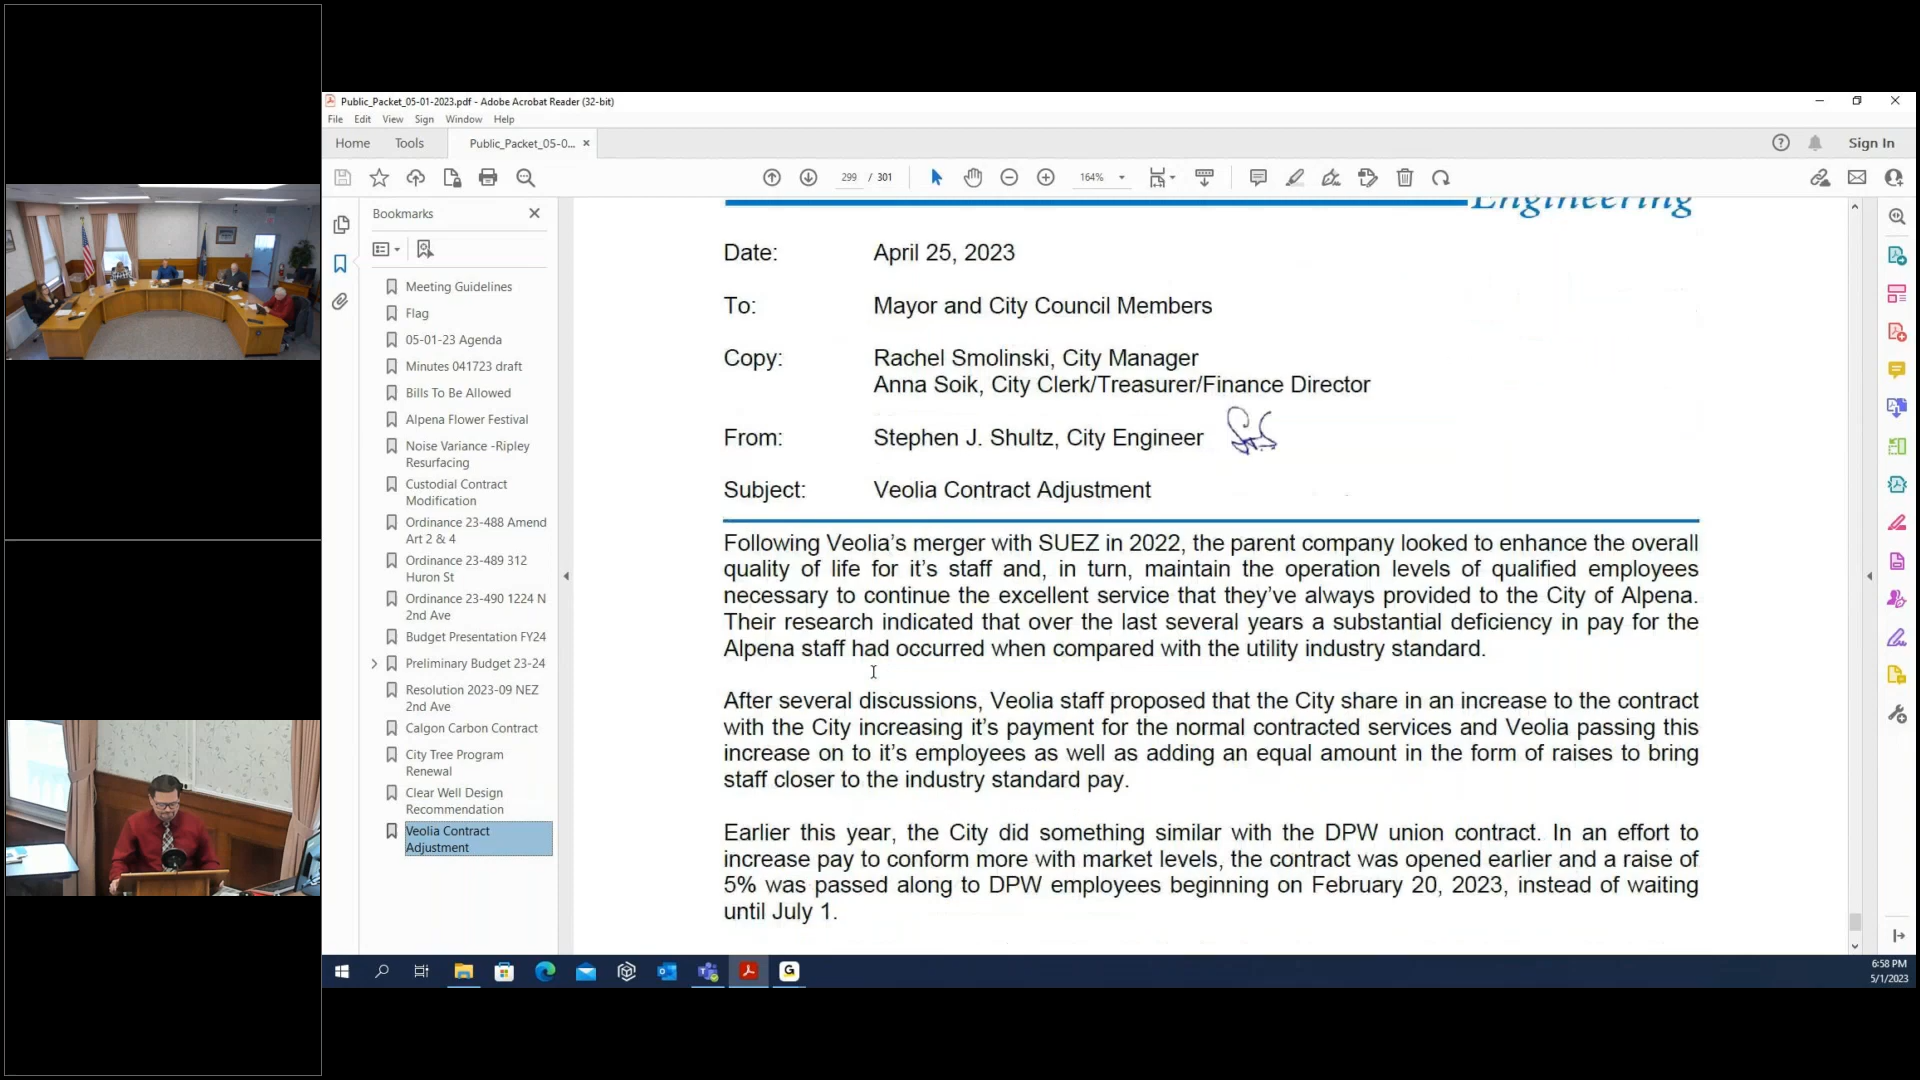 Public_Packet_05-01-2023.pdf - Adobe Acrobat Reader (32-bit)
File Edit View Sign Window Help
Home Tools Public_Packet_05-0... Sign In
299 / 301 164%
Bookmarks
Meeting Guidelines
Flag
05-01-23 Agenda
Minutes 041723 draft
Bills To Be Allowed
Alpena Flower Festival
Noise Variance -Ripley
Resurfacing
Custodial Contract
Modification
Ordinance 23-488 Amend
Art 2 & 4
Ordinance 23-489 312
Huron St
Ordinance 23-490 1224 N
2nd Ave
Budget Presentation FY24
Preliminary Budget 23-24
Resolution 2023-09 NEZ
2nd Ave
Calgon Carbon Contract
City Tree Program
Renewal
Clear Well Design
Recommendation
Veolia Contract
Adjustment
Engineering
Date: April 25, 2023
To: Mayor and City Council Members
Copy: Rachel Smolinski, City Manager
Anna Soik, City Clerk/Treasurer/Finance Director
From: Stephen J. Shultz, City Engineer
Subject: Veolia Contract Adjustment
Following Veolia's merger with SUEZ in 2022, the parent company looked to enhance the overall
quality of life for it's staff and, in turn, maintain the operation levels of qualified employees
necessary to continue the excellent service that they've always provided to the City of Alpena.
Their research indicated that over the last several years a substantial deficiency in pay for the
Alpena staff had occurred when compared with the utility industry standard.
After several discussions, Veolia staff proposed that the City share in an increase to the contract
with the City increasing it's payment for the normal contracted services and Veolia passing this
increase on to it's employees as well as adding an equal amount in the form of raises to bring
staff closer to the industry standard pay.
Earlier this year, the City did something similar with the DPW union contract. In an effort to
increase pay to conform more with market levels, the contract was opened earlier and a raise of
5% was passed along to DPW employees beginning on February 20, 2023, instead of waiting
until July 1.
6:58 PM
5/1/2023